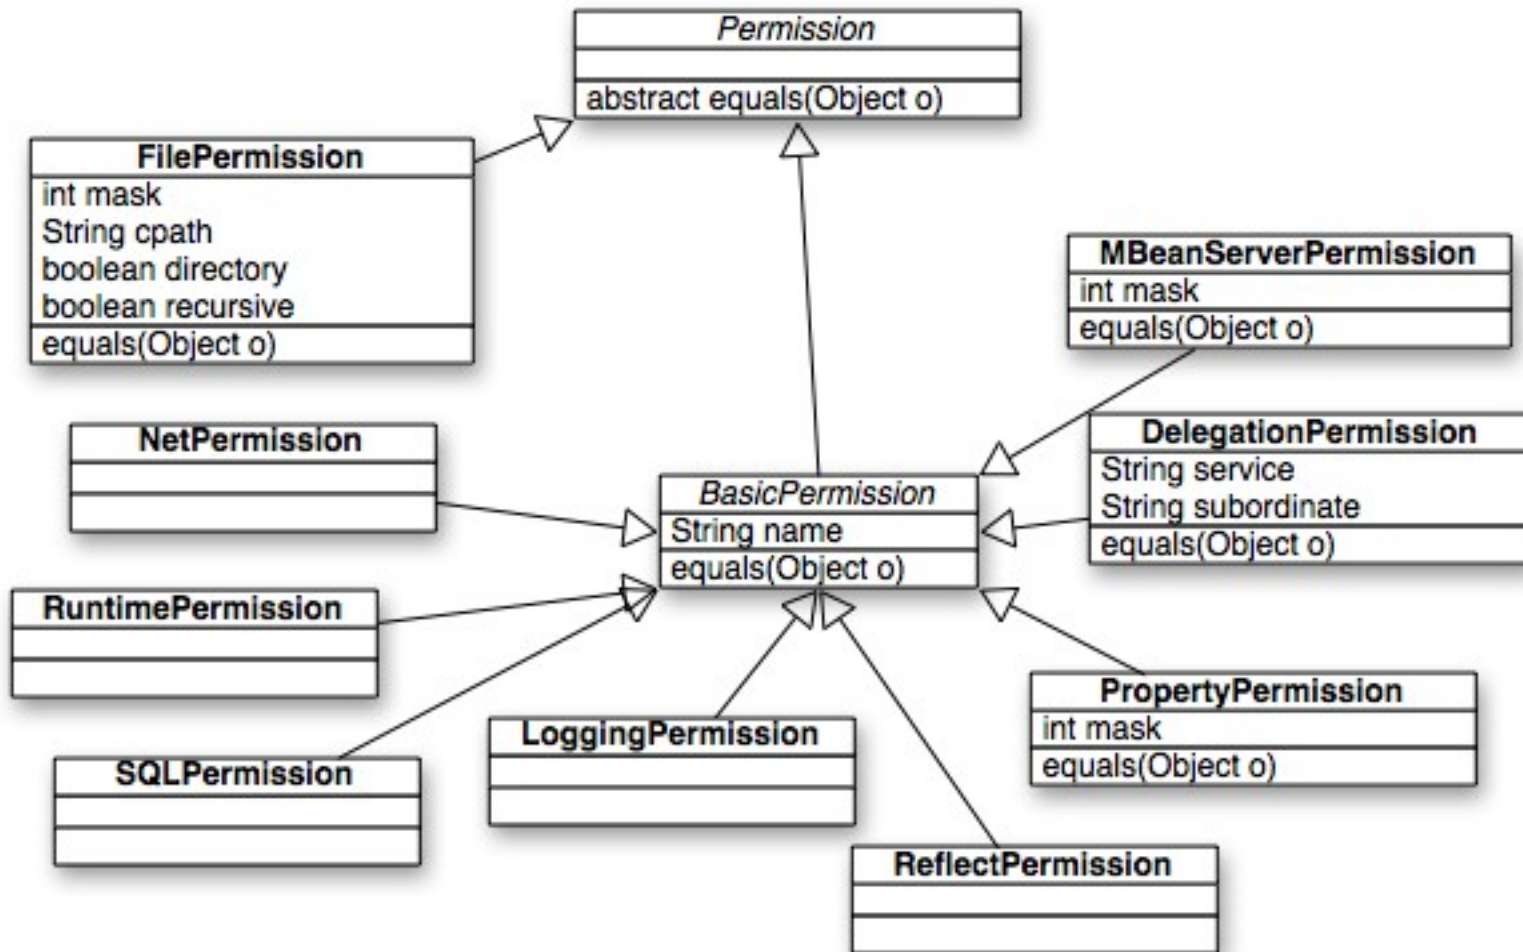 Permission
abstract equals(Object o)
FilePermission
int mask
String cpath
boolean directory
boolean recursive
equals(Object o)
MBeanServerPermission
int mask
equals(Object o)
NetPermission
DelegationPermission
String service
String subordinate
equals(Object o)
BasicPermission
String name
equals(Object o)
RuntimePermission
PropertyPermission
int mask
equals(Object o)
LoggingPermission
SQLPermission
ReflectPermission